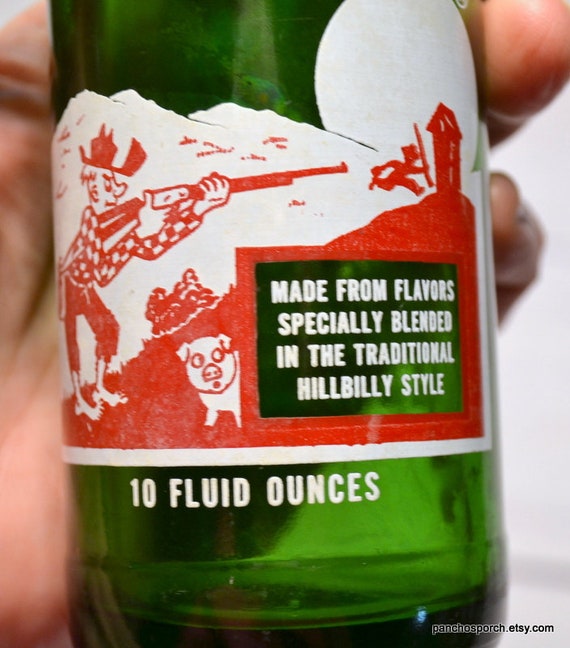 MADE FROM FLAVORS
SPECIALLY BLENDED
IN THE TRADITIONAL
HILLBILLY STYLE
10 FLUID OUNCES
panchosporch.etsy.com